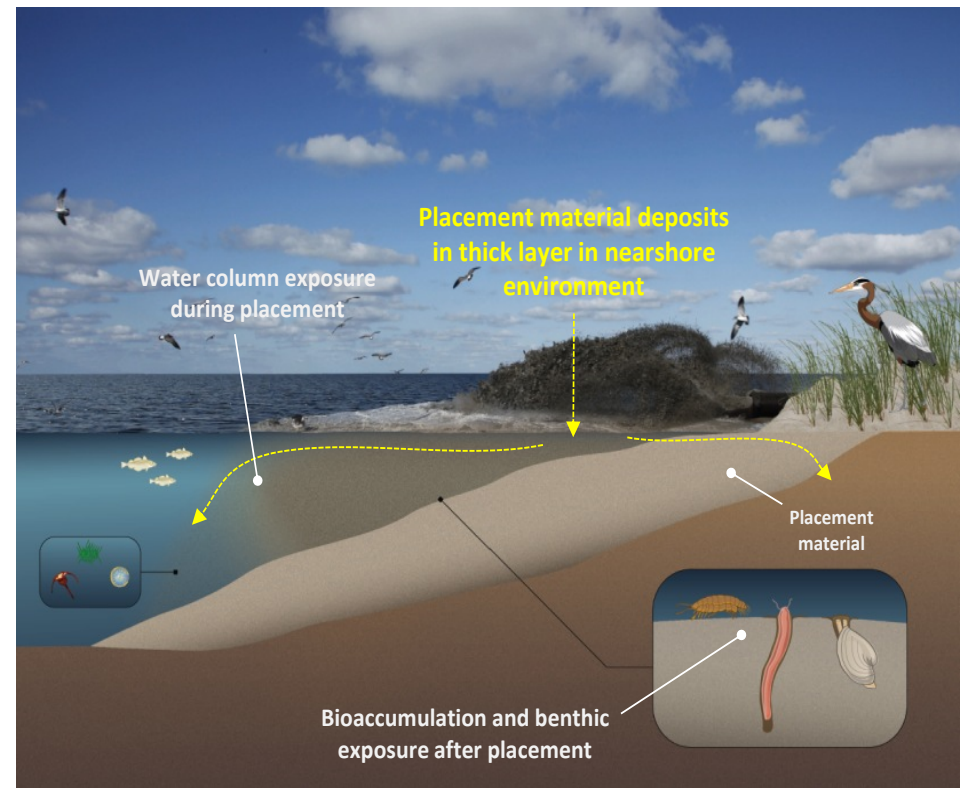 Placement material deposits
in thick layer in nearshore
environment
Water column exposure
during placement
Placement
material
Bioaccumulation and benthic
exposure after placement